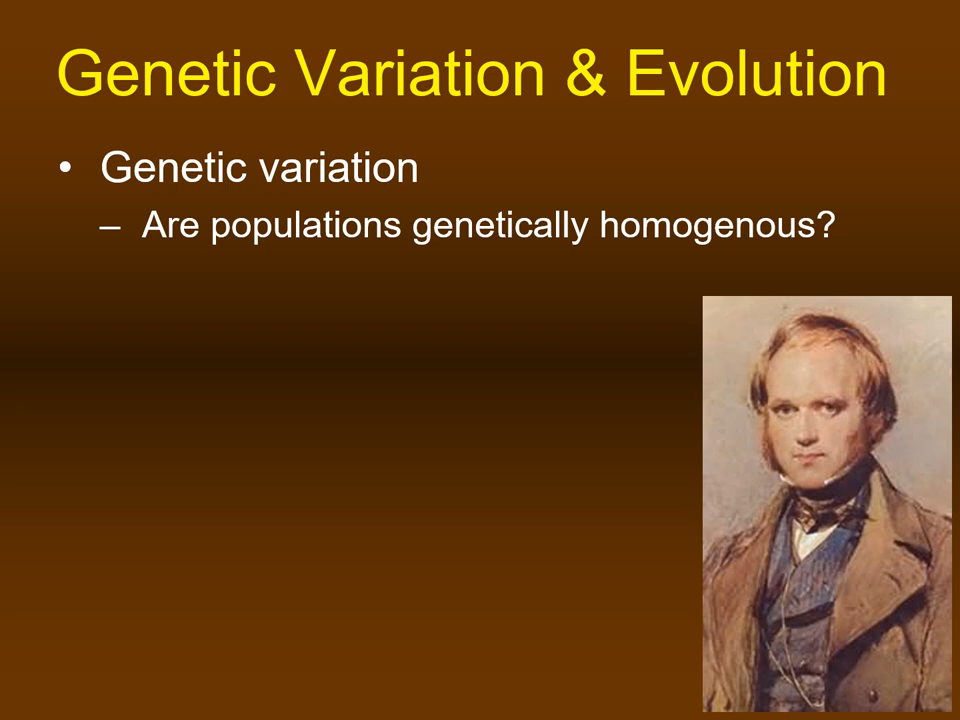 Genetic Variation & Evolution
• Genetic variation
– Are populations genetically homogenous?